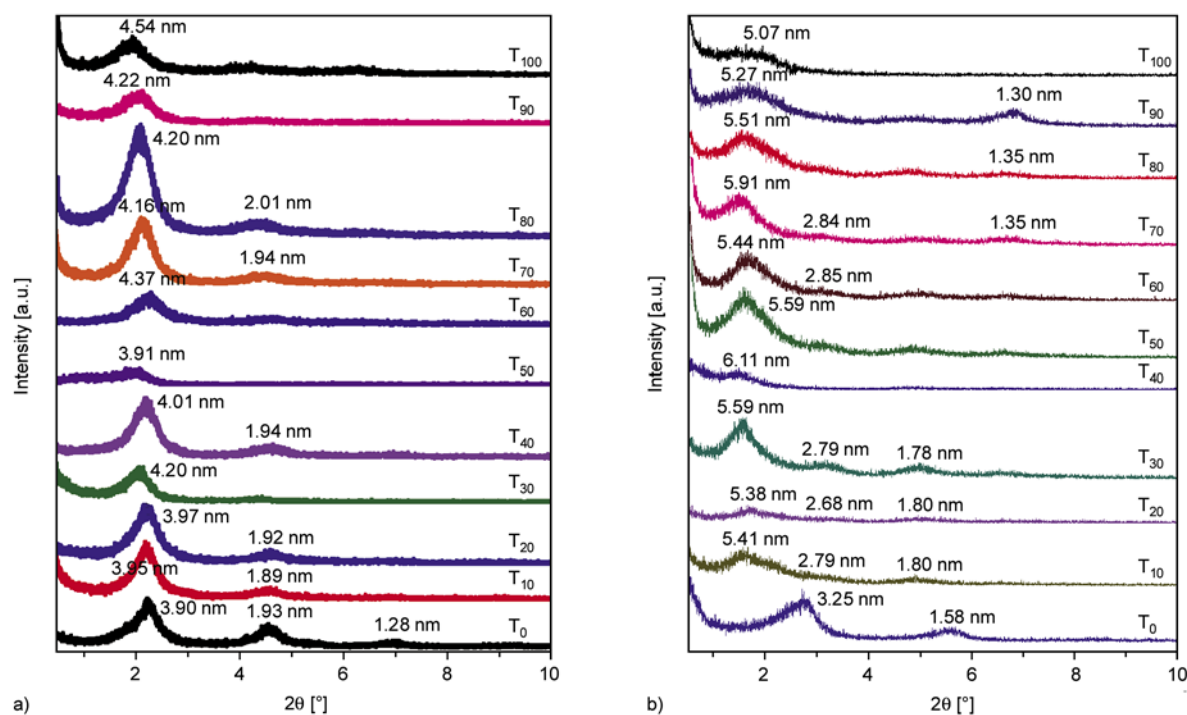 4.54 nm
T100
4.22 nm
T90
4.20 nm
2.01 nm
T80
4.16 nm
1.94 nm
T70
4.37 nm
T60
3.91 nm
T50
4.01 nm
1.94 nm
T40
4.20 nm
T30
3.97 nm
1.92 nm
T20
3.95 nm
1.89 nm
T10
3.90 nm
1.93 nm
1.28 nm
T0
Intensity [a.u.]
2 4 6 8 10
2θ [°]
a)
5.07 nm
T100
5.27 nm
1.30 nm
T90
5.51 nm
1.35 nm
T80
5.91 nm
2.84 nm
1.35 nm
T70
5.44 nm
2.85 nm
T60
5.59 nm
T50
6.11 nm
T40
5.59 nm
2.79 nm
1.78 nm
T30
5.38 nm
2.68 nm
1.80 nm
T20
5.41 nm
2.79 nm
1.80 nm
T10
3.25 nm
1.58 nm
T0
Intensity [a.u.]
2 4 6 8 10
2θ [°]
b)